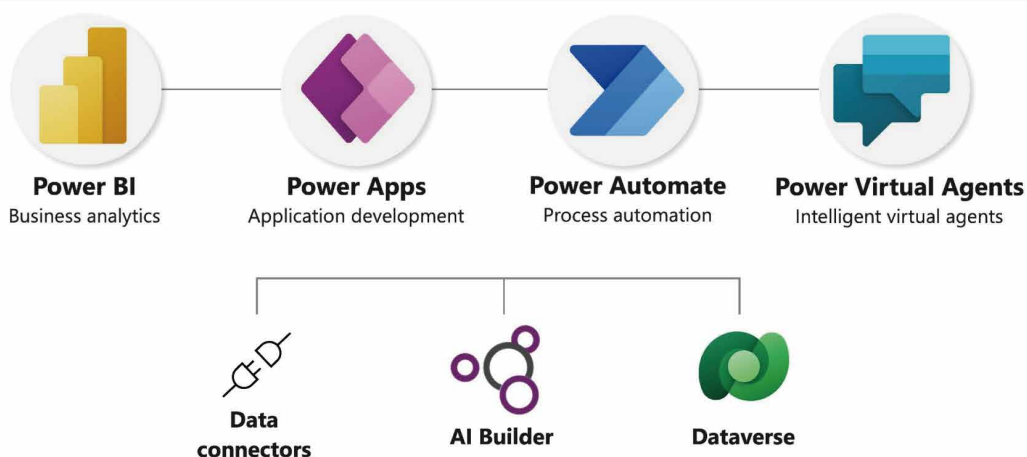 Power BI
Business analytics
Power Apps
Application development
Power Automate
Process automation
Power Virtual Agents
Intelligent virtual agents
Data
connectors
AI Builder
Dataverse